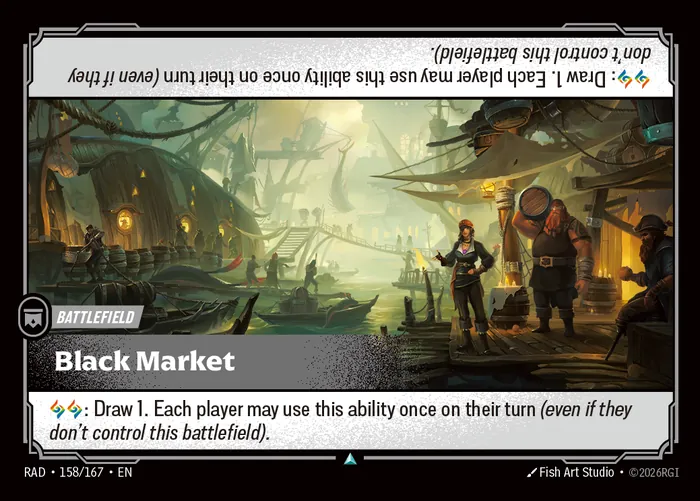 : Draw 1. Each player may use this ability once on their turn (even if they
don't control this battlefield).
BATTLEFIELD
Black Market
: Draw 1. Each player may use this ability once on their turn (even if they
don't control this battlefield).
RAD • 158/167 • EN
Fish Art Studio • ©2026RGI